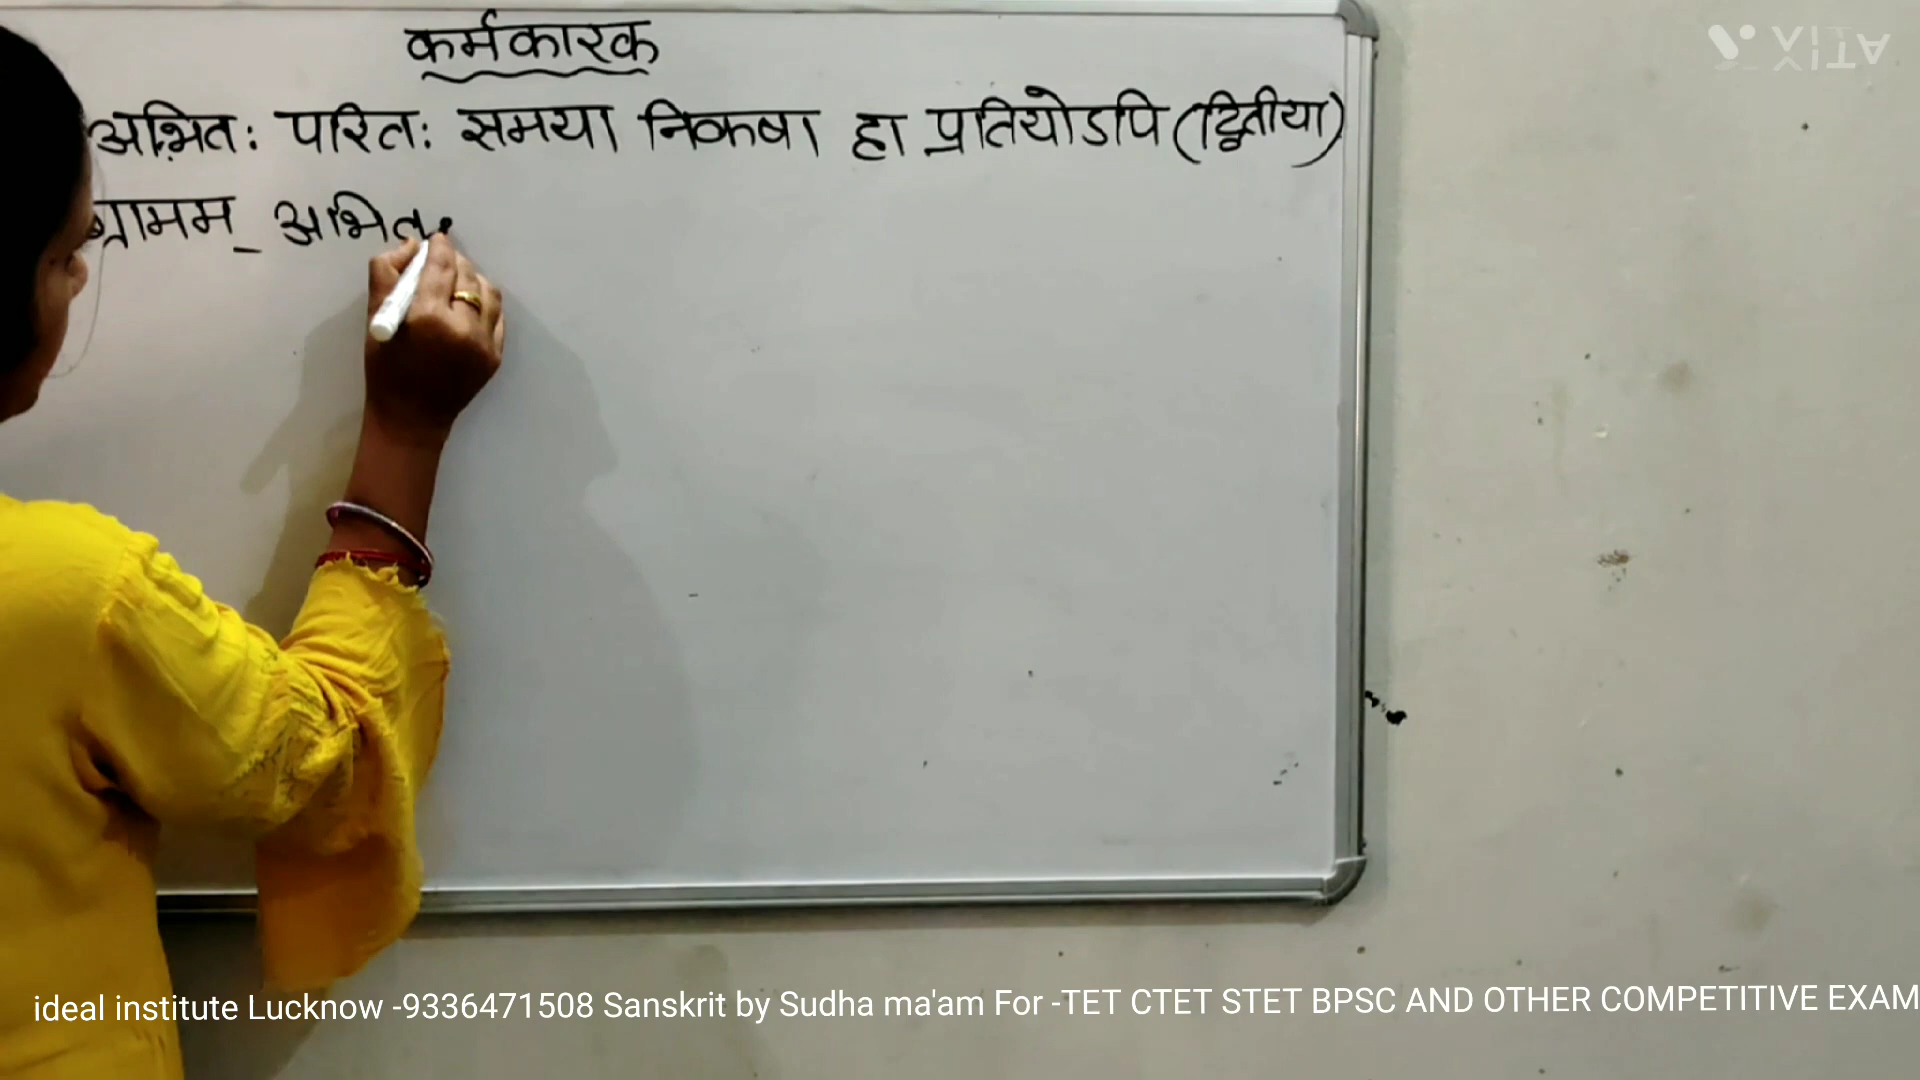 कर्मकारक
अभितः परितः समया निकषा हा प्रतियोडपि (द्वितीया)
ग्रामम् अभितः
ideal institute Lucknow -9336471508 Sanskrit by Sudha ma'am For -TET CTET STET BPSC AND OTHER COMPETITIVE EXAM